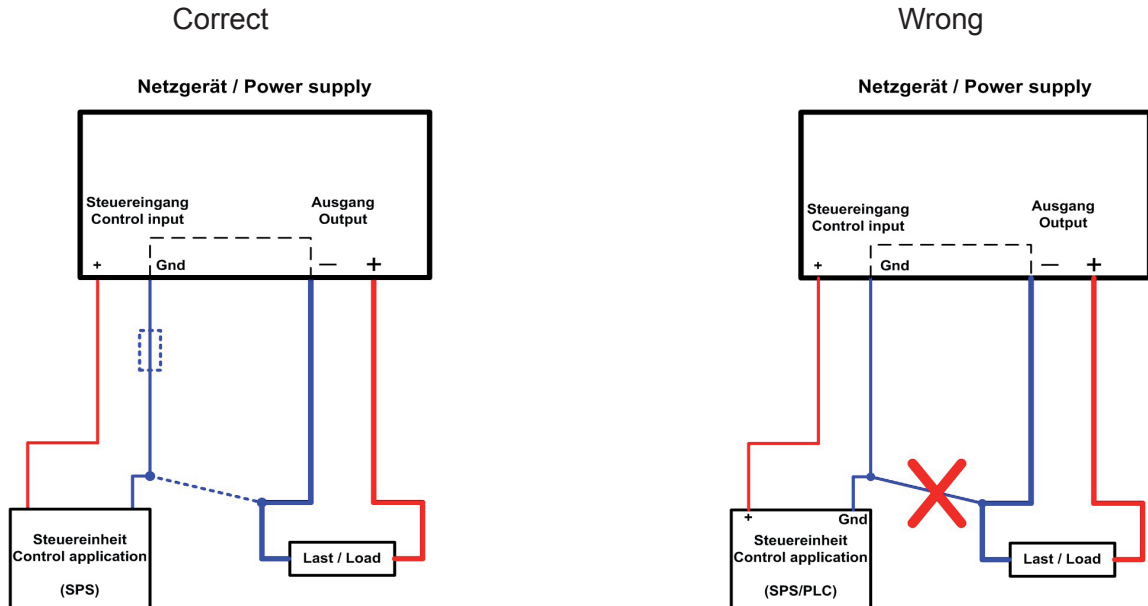 Correct
Netzgerät / Power supply
Steuereingang
Control input
Ausgang
Output
+
Gnd
—
+
Steuereinheit
Control application
(SPS)
Last / Load
Wrong
Netzgerät / Power supply
Steuereingang
Control input
Ausgang
Output
+
Gnd
—
+
+
Gnd
Steuereinheit
Control application
(SPS/PLC)
Last / Load